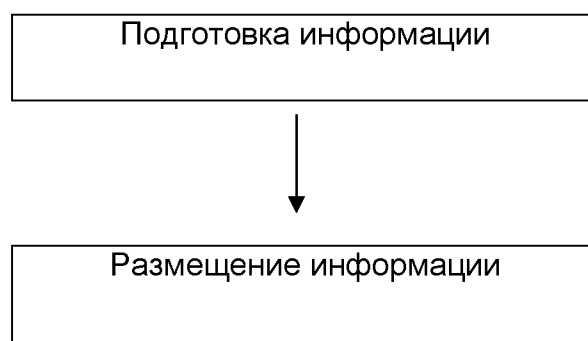 Подготовка информации
Размещение информации